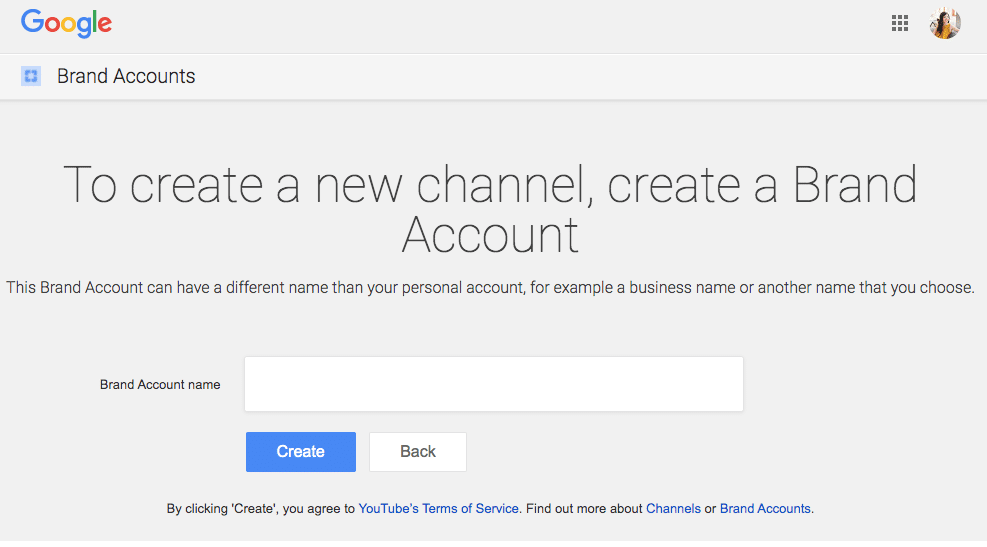 Google
Brand Accounts
To create a new channel, create a Brand
Account
This Brand Account can have a different name than your personal account, for example a business name or another name that you choose.
Brand Account name
Create Back
By clicking 'Create', you agree to YouTube's Terms of Service. Find out more about Channels or Brand Accounts.